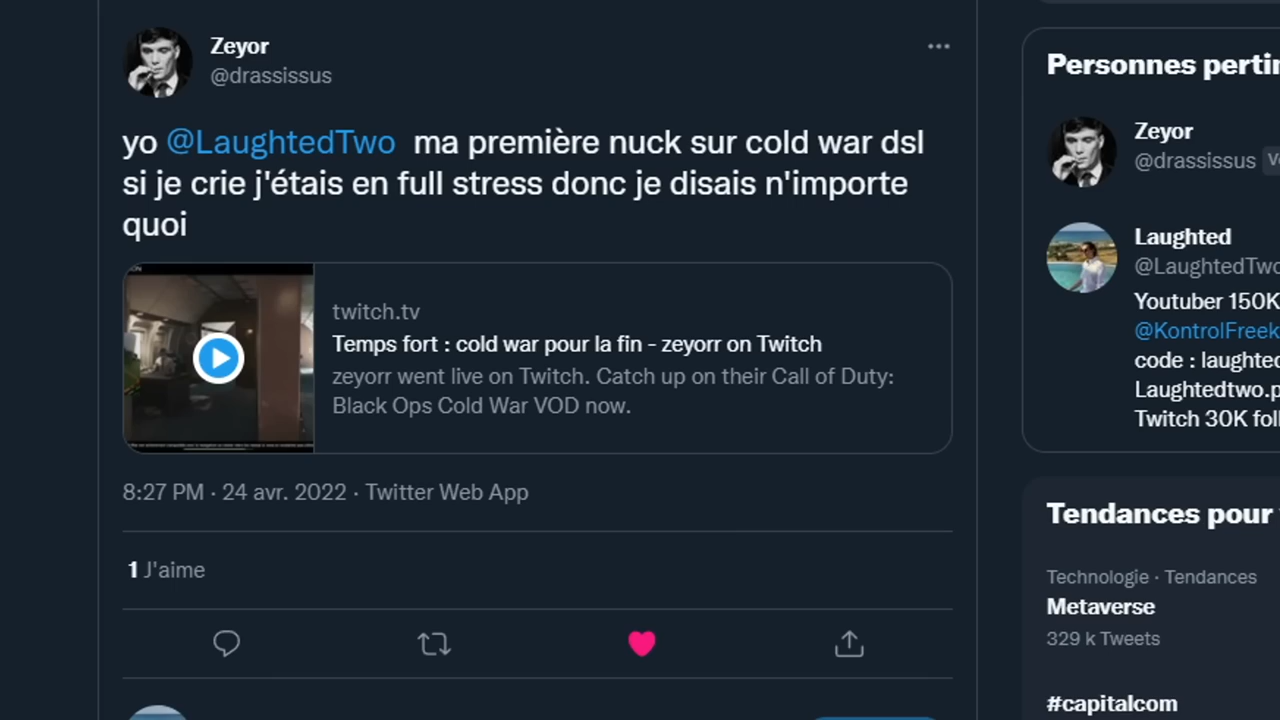 Zeyor
@drassissus
yo @LaughtedTwo ma première nuck sur cold war dsl
si je crie j'étais en full stress donc je disais n'importe
quoi
twitch.tv
Temps fort : cold war pour la fin - zeyorr on Twitch
zeyorr went live on Twitch. Catch up on their Call of Duty:
Black Ops Cold War VOD now.
8:27 PM · 24 avr. 2022 · Twitter Web App
1 J'aime
Personnes perti
Zeyor
@drassissus
Laughted
@LaughtedTwo
Youtuber 150K
@KontrolFreek
code : laughted
Laughtedtwo.p
Twitch 30K foll
Tendances pour
Technologie · Tendances
Metaverse
329 k Tweets
#capitalcom